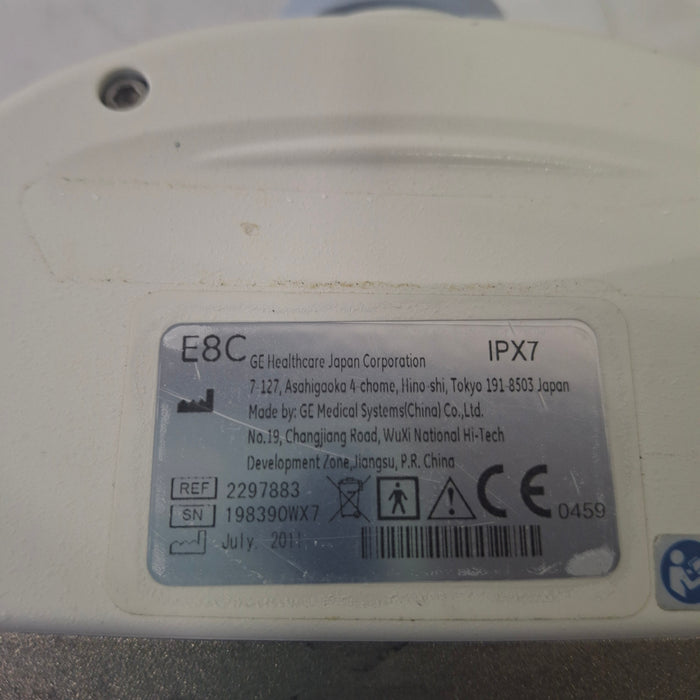 E8C GE Healthcare Japan Corporation IPX7
7-127, Asahigaoka 4-chome, Hino-shi, Tokyo 191-8503 Japan
Made by: GE Medical Systems(China) Co.,Ltd.
No.19, Changjiang Road, WuXi National Hi-Tech
Development Zone,Jiangsu, P.R. China
REF 2297883
SN 198390WX7
CE 0459
July. 2011